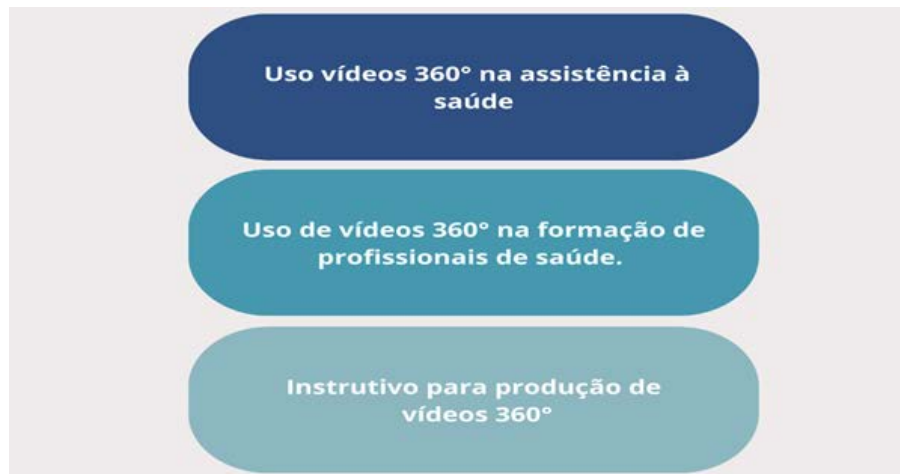 Uso vídeos 360° na assistência à
saúde
Uso de vídeos 360° na formação de
profissionais de saúde.
Instrutivo para produção de
vídeos 360°